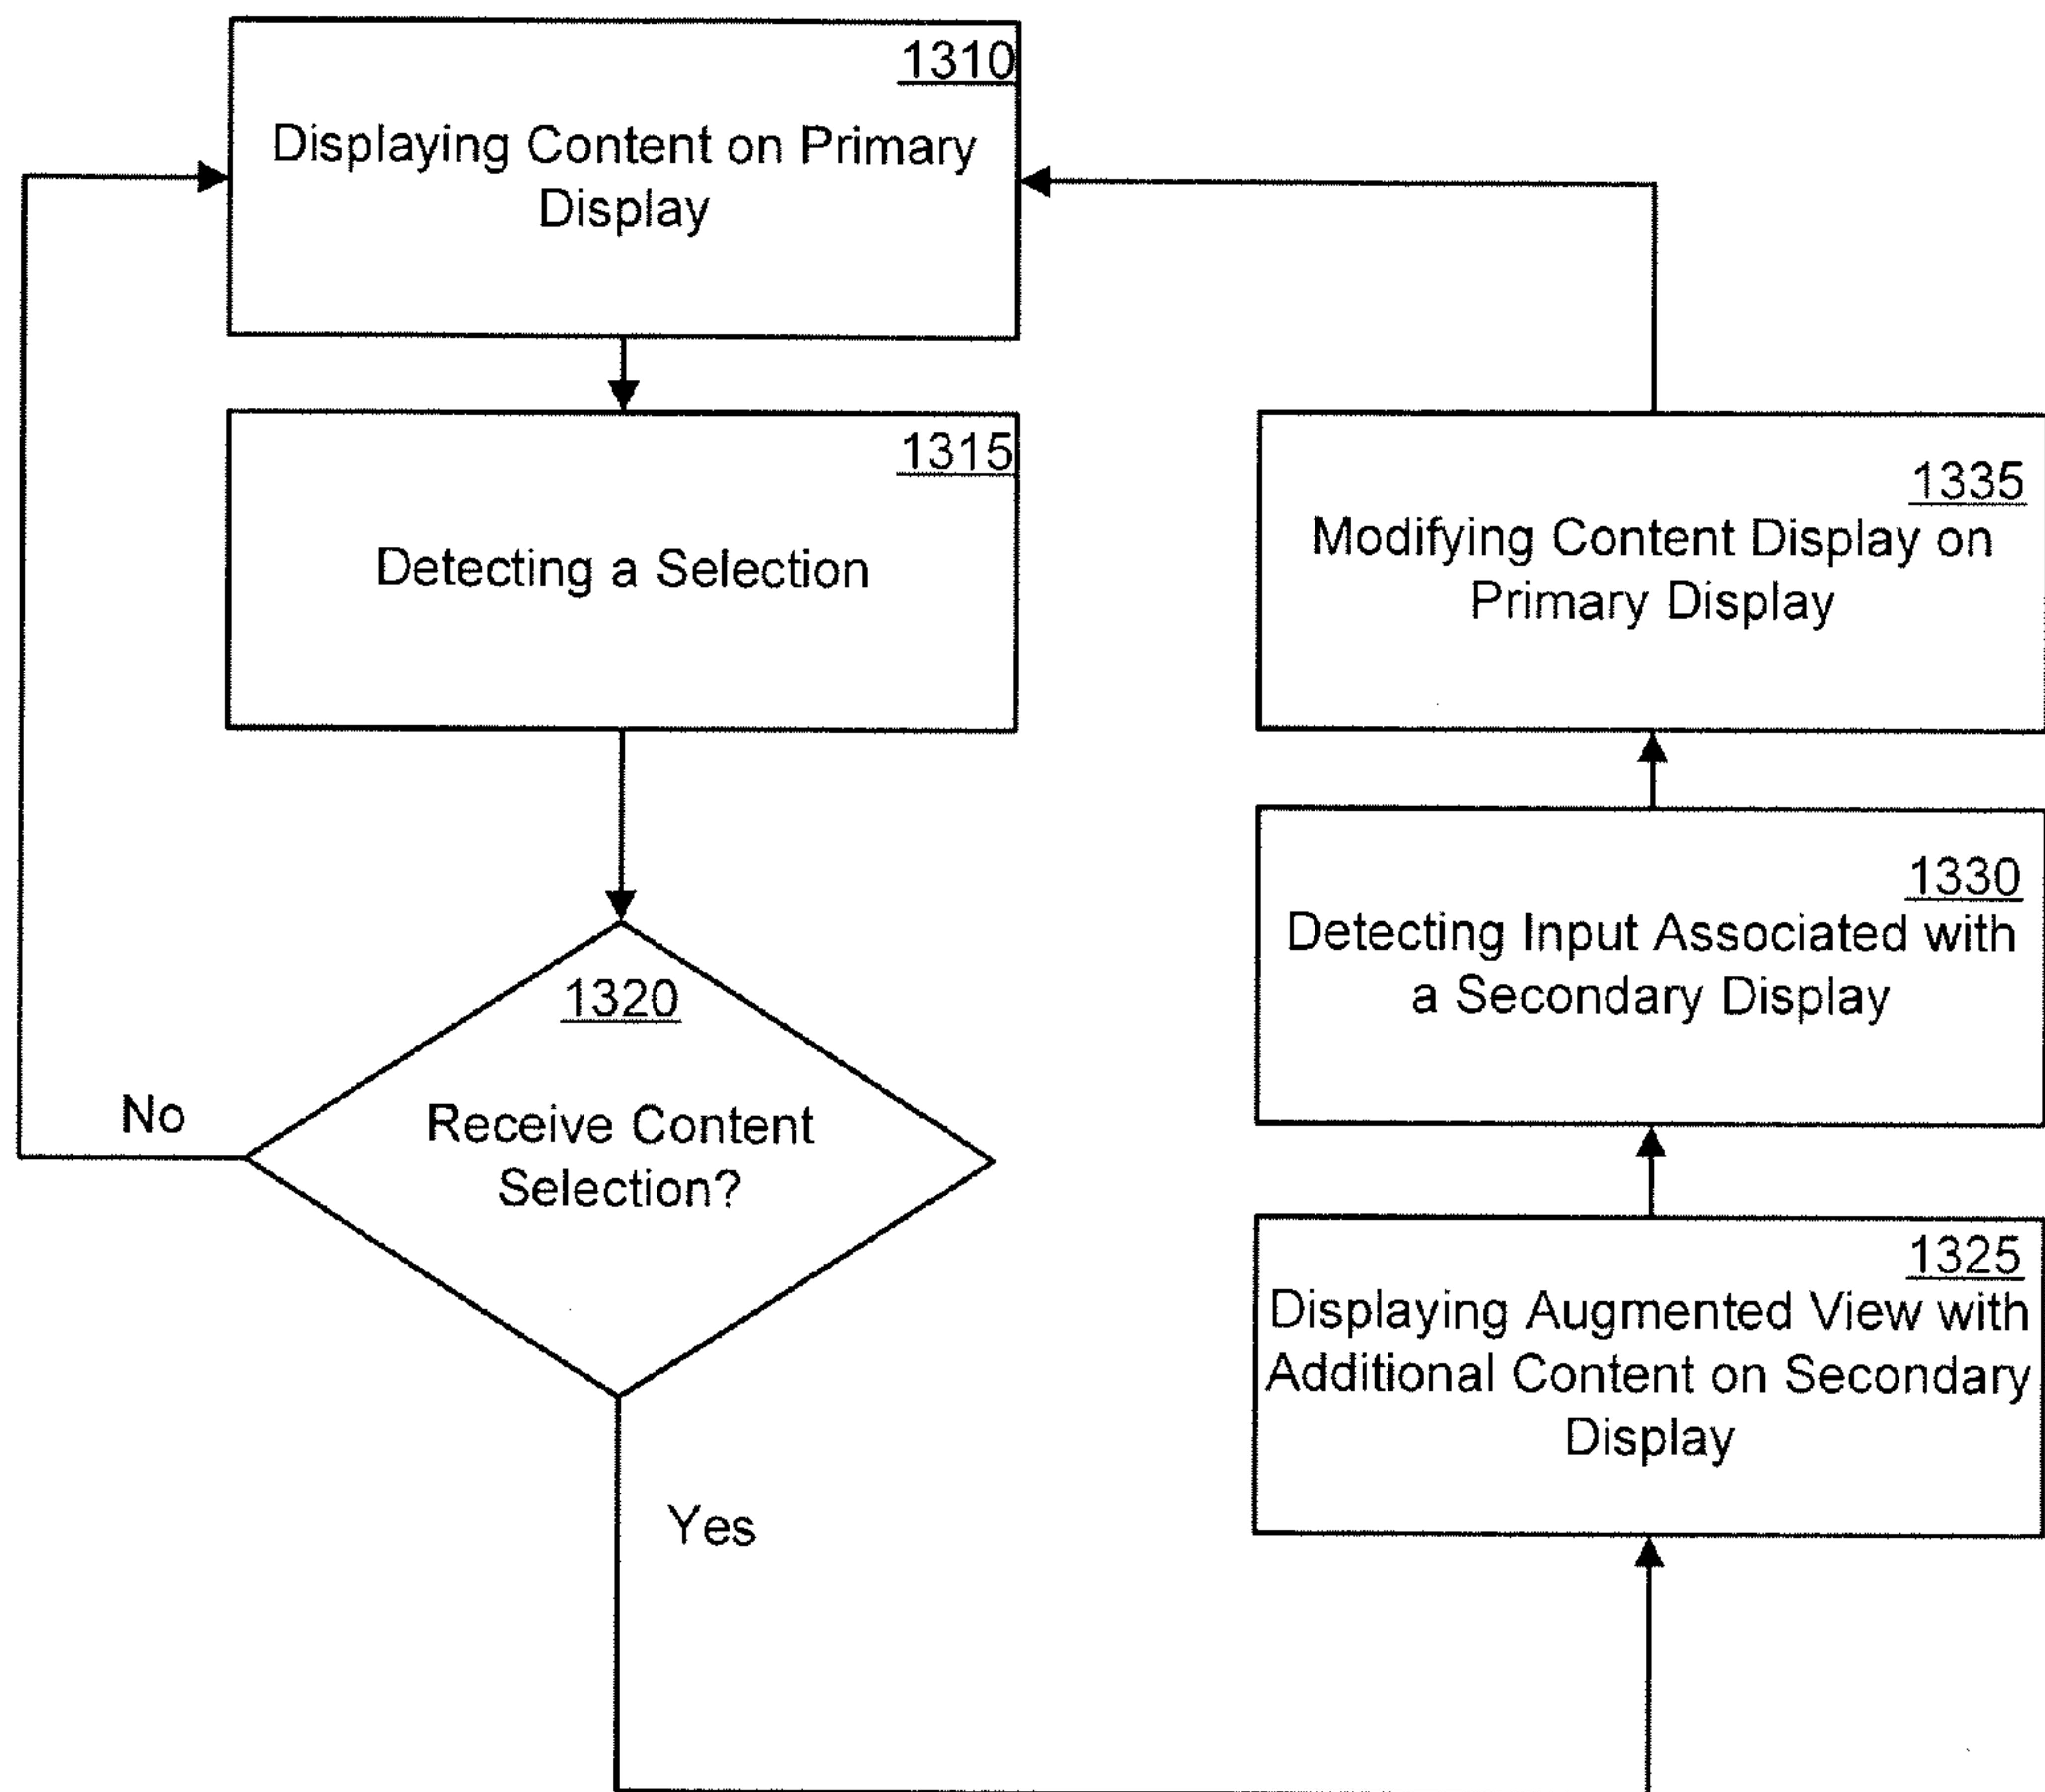 1310
Displaying Content on Primary
Display
1315
Detecting a Selection
1320
Receive Content
Selection?
No
Yes
1325
Displaying Augmented View with
Additional Content on Secondary
Display
1330
Detecting Input Associated with
a Secondary Display
1335
Modifying Content Display on
Primary Display